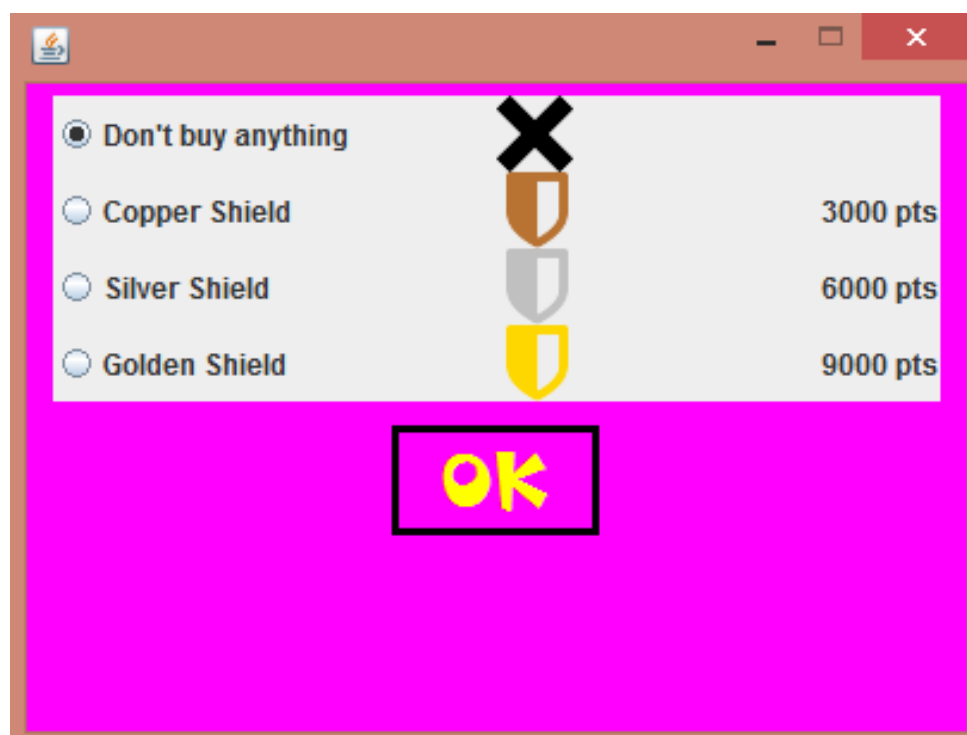 Don't buy anything
Copper Shield 3000 pts
Silver Shield 6000 pts
Golden Shield 9000 pts
OK